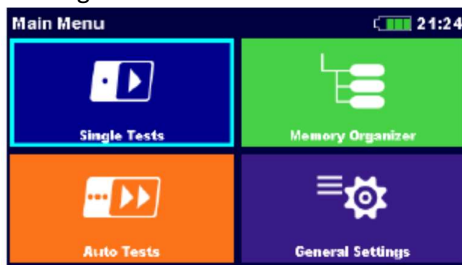 Main Menu 21:24
Single Tests Memory Organizer
Auto Tests General Settings